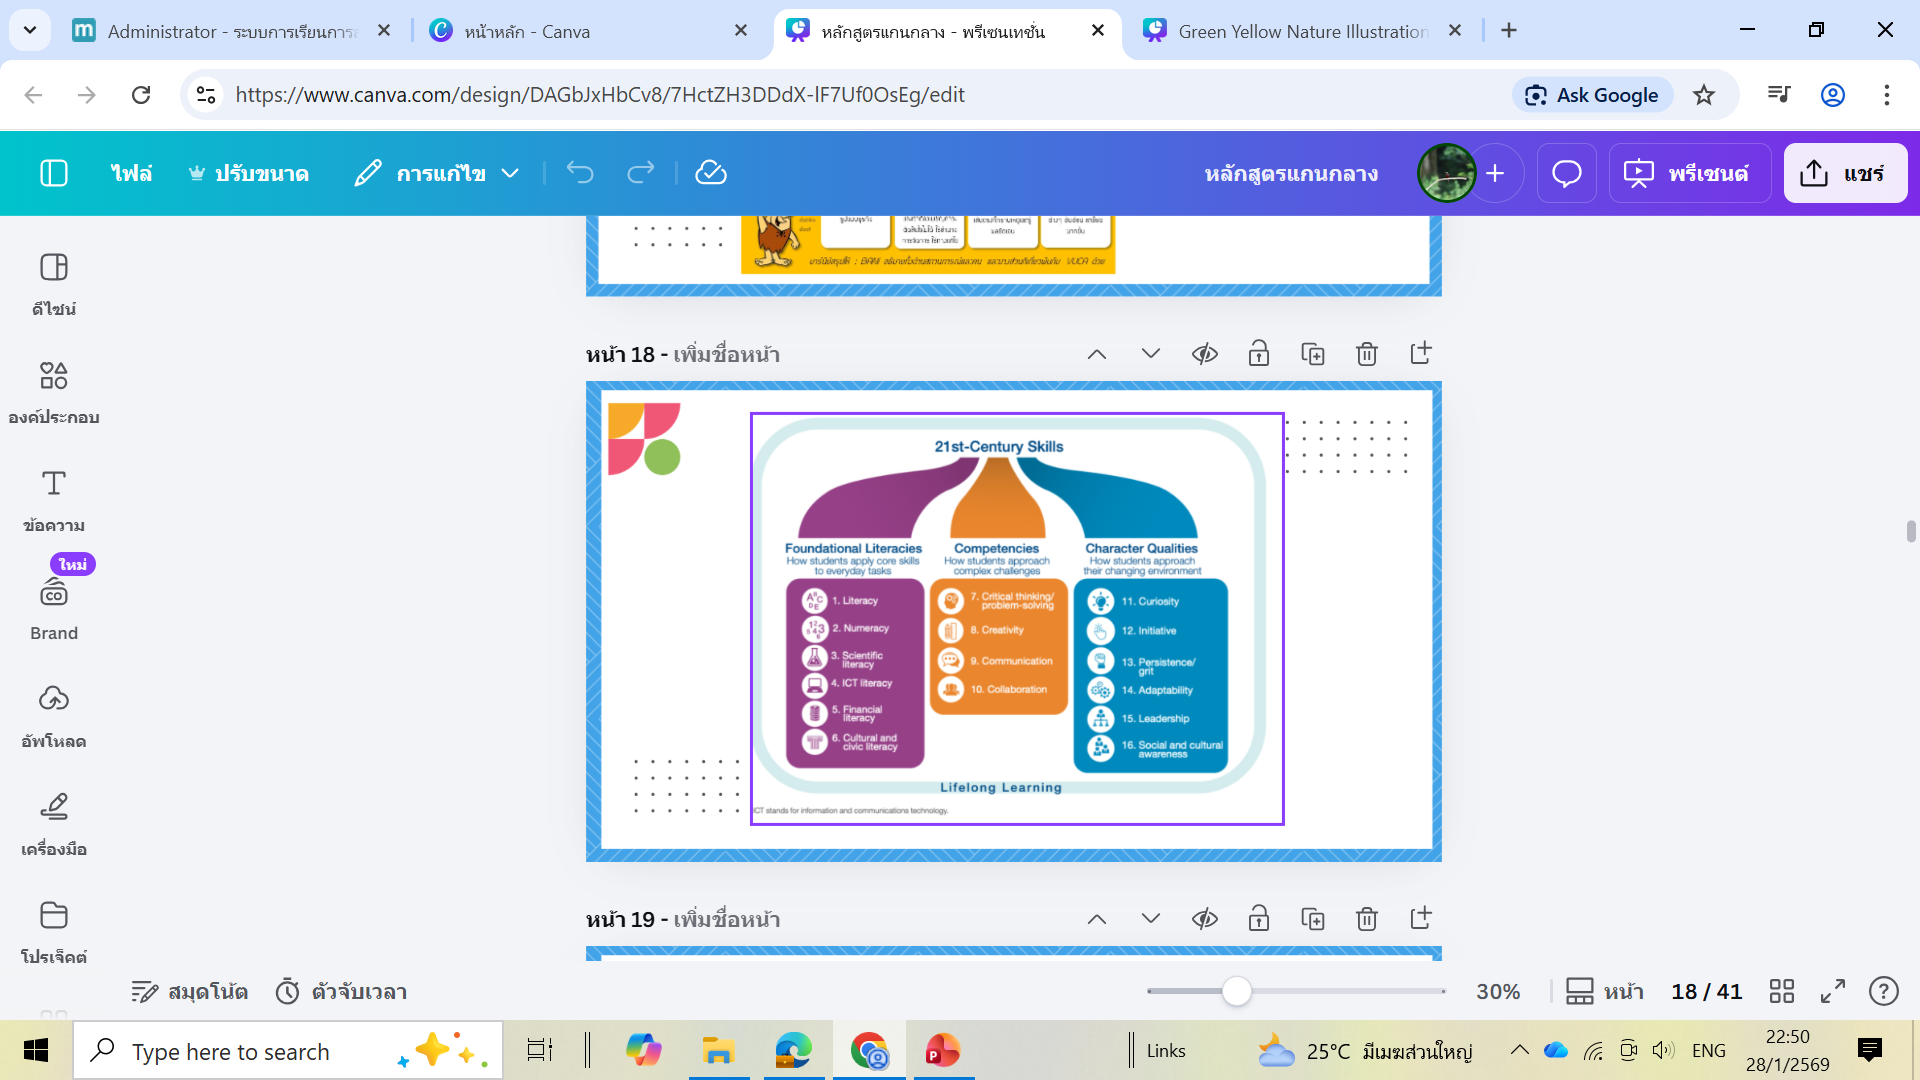 Administrator - ระบบการเรียนการส
หน้าหลัก - Canva
หลักสูตรแกนกลาง - พรีเซนเทชั่น
Green Yellow Nature Illustration
https://www.canva.com/design/DAGbJxHbCv8/7HctZH3DDdX-lF7Uf0OsEg/edit
Ask Google
ไฟล์
ปรับขนาด
การแก้ไข
หลักสูตรแกนกลาง
พรีเซนต์
แชร์
ดีไซน์
องค์ประกอบ
ข้อความ
ใหม่
Brand
อัพโหลด
เครื่องมือ
โปรเจ็คต์
หน้า 18 - เพิ่มชื่อหน้า
21st-Century Skills
Foundational Literacies
How students apply core skills
to everyday tasks
1. Literacy
2. Numeracy
3. Scientific
literacy
4. ICT literacy
5. Financial
literacy
6. Cultural and
civic literacy
Competencies
How students approach
complex challenges
7. Critical thinking/
problem-solving
8. Creativity
9. Communication
10. Collaboration
Character Qualities
How students approach
their changing environment
11. Curiosity
12. Initiative
13. Persistence/
grit
14. Adaptability
15. Leadership
16. Social and cultural
awareness
Lifelong Learning
ICT stands for information and communications technology.
หน้า 19 - เพิ่มชื่อหน้า
สมุดโน้ต
ตัวจับเวลา
30%
หน้า
18 / 41
Type here to search
Links
25°C มีเมฆส่วนใหญ่
ENG
22:50
28/1/2569